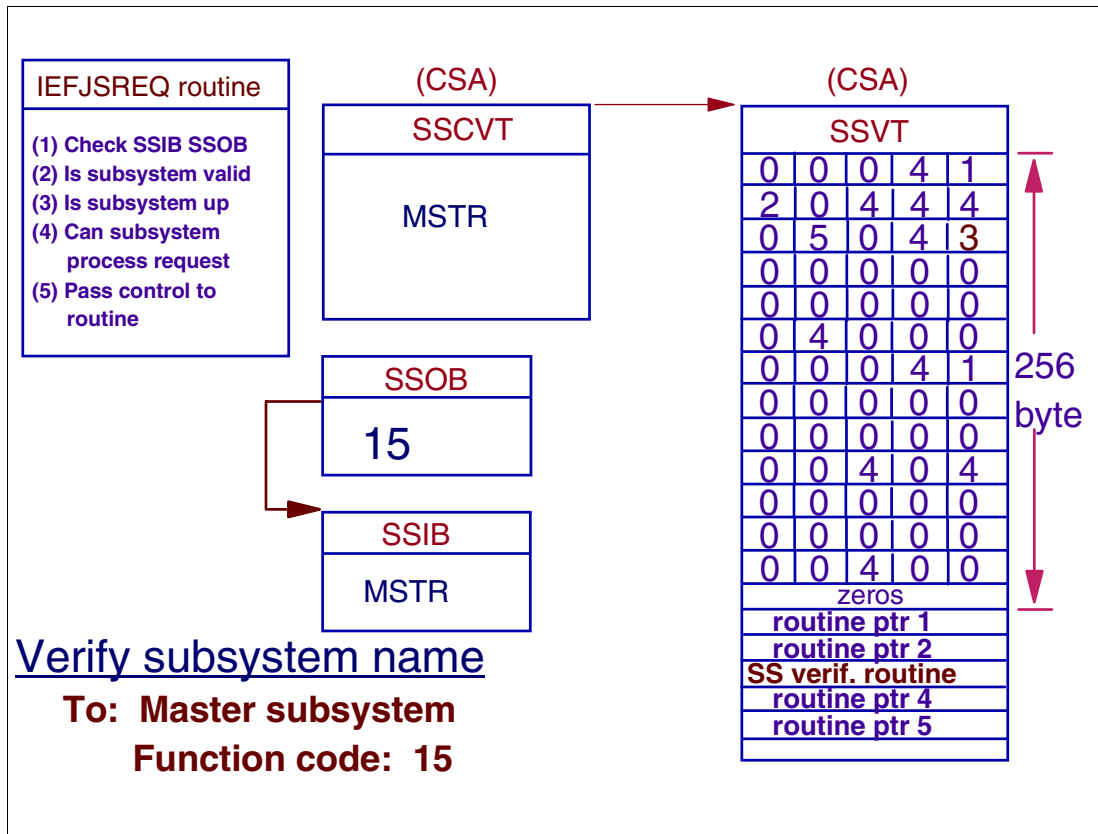 IEFJSREQ routine
(1) Check SSIB SSOB
(2) Is subsystem valid
(3) Is subsystem up
(4) Can subsystem
process request
(5) Pass control to
routine
(CSA)
SSCVT
MSTR
SSOB
15
SSIB
MSTR
Verify subsystem name
To: Master subsystem
Function code: 15
(CSA)
SSVT
0 0 0 4 1
2 0 4 4 4
0 5 0 4 3
0 0 0 0 0
0 0 0 0 0
0 4 0 0 0
0 0 0 4 1
0 0 0 0 0
0 0 0 0 0
0 0 4 0 4
0 0 0 0 0
0 0 0 0 0
0 0 4 0 0
zeros
routine ptr 1
routine ptr 2
SS verif. routine
routine ptr 4
routine ptr 5
256
byte